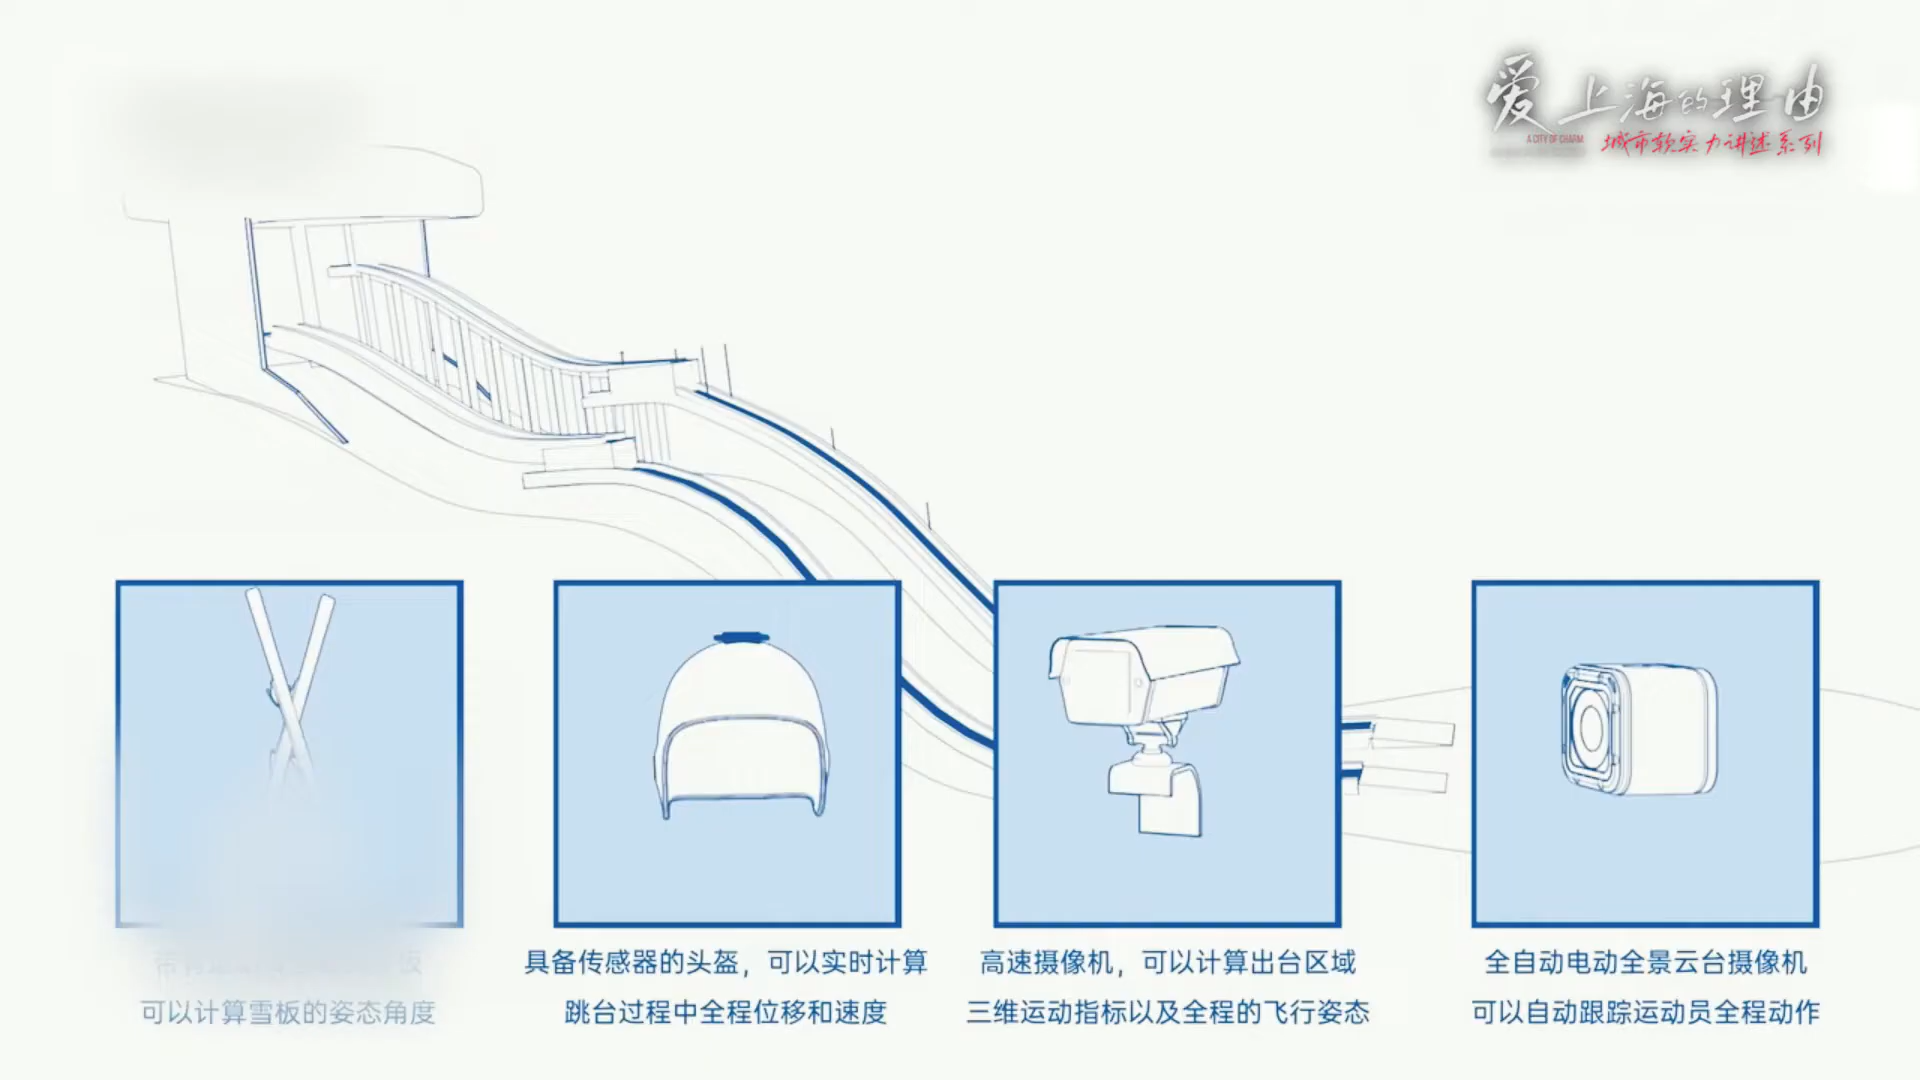 爱上海的理由
A CITY OF CHARM
城市软实力讲述系列
可以计算雪板的姿态角度
具备传感器的头盔，可以实时计算
跳台过程中全程位移和速度
高速摄像机，可以计算出台区域
三维运动指标以及全程的飞行姿态
全自动电动全景云台摄像机
可以自动跟踪运动员全程动作